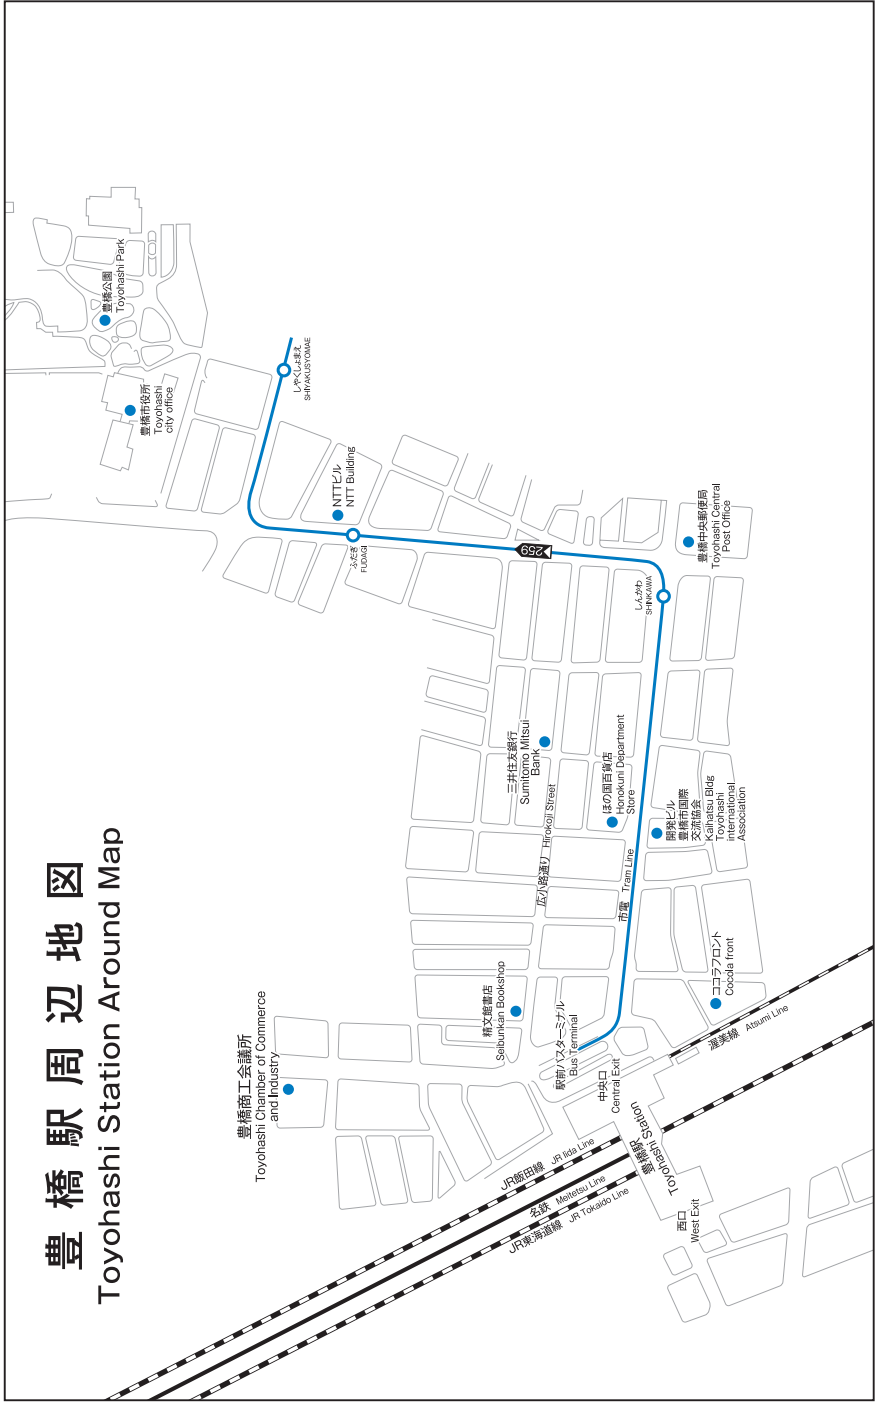 豊橋駅周辺地図
Toyohashi Station Around Map
豊橋公園
Toyohashi Park
豊橋市役所
Toyohashi
city office
しやくしょまえ
SHIYAKUSYOMAE
NTTビル
NTT Building
ふだぎ
FUDAGI
259
豊橋中央郵便局
Toyohashi Central
Post Office
しんかわ
SHINKAWA
三井住友銀行
Sumitomo Mitsui
Bank
ほの国百貨店
Honokuni Department
Store
広小路通り Hirokoji Street
開発ビル
豊橋市国際
交流協会
Kaihatsu Bldg
Toyohashi
international
Association
市電 Tram Line
ココラフロント
Cocola front
精文館書店
Seibunkan Bookshop
駅前バスターミナル
Bus Terminal
渥美線 Atsumi Line
豊橋商工会議所
Toyohashi Chamber of Commerce
and Industry
中央口
Central Exit
JR飯田線 JR Iida Line
名鉄 Meitetsu Line
JR東海道線 JR Tokaido Line
豊橋駅
Toyohashi Station
西口
West Exit